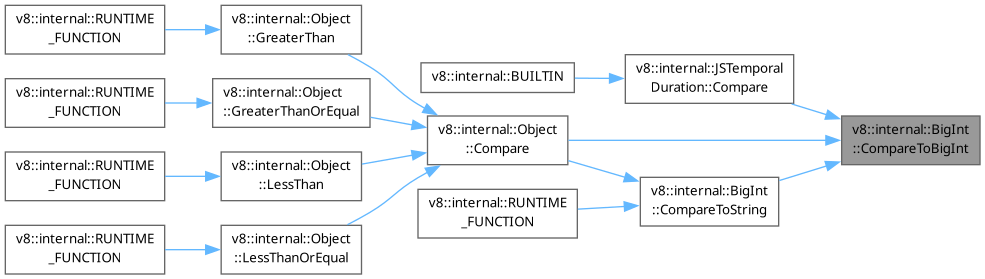 v8::internal::RUNTIME
_FUNCTION
v8::internal::Object
::GreaterThan
v8::internal::RUNTIME
_FUNCTION
v8::internal::Object
::GreaterThanOrEqual
v8::internal::RUNTIME
_FUNCTION
v8::internal::Object
::LessThan
v8::internal::RUNTIME
_FUNCTION
v8::internal::Object
::LessThanOrEqual
v8::internal::BUILTIN
v8::internal::Object
::Compare
v8::internal::RUNTIME
_FUNCTION
v8::internal::JSTemporal
Duration::Compare
v8::internal::BigInt
::CompareToString
v8::internal::BigInt
::CompareToBigInt